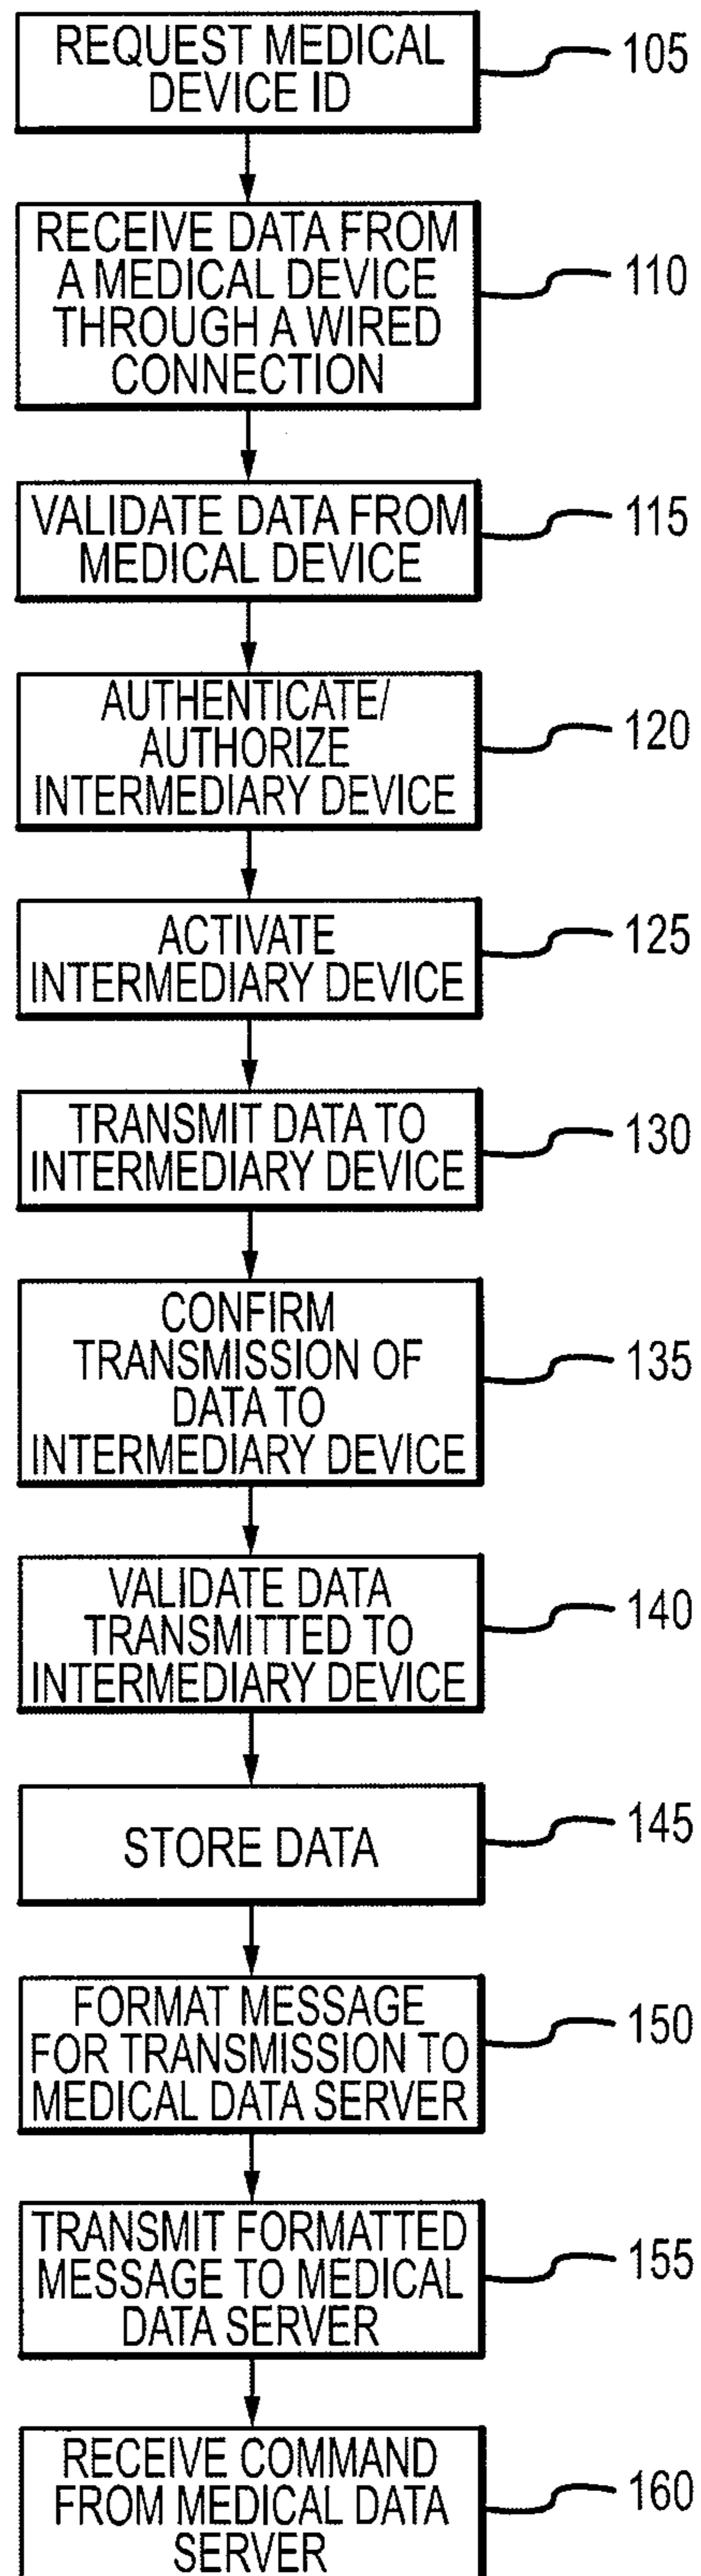 REQUEST MEDICAL
DEVICE ID
105
RECEIVE DATA FROM
A MEDICAL DEVICE
THROUGH A WIRED
CONNECTION
110
VALIDATE DATA FROM
MEDICAL DEVICE
115
AUTHENTICATE/
AUTHORIZE
INTERMEDIARY DEVICE
120
ACTIVATE
INTERMEDIARY DEVICE
125
TRANSMIT DATA TO
INTERMEDIARY DEVICE
130
CONFIRM
TRANSMISSION OF
DATA TO
INTERMEDIARY DEVICE
135
VALIDATE DATA
TRANSMITTED TO
INTERMEDIARY DEVICE
140
STORE DATA
145
FORMAT MESSAGE
FOR TRANSMISSION TO
MEDICAL DATA SERVER
150
TRANSMIT FORMATTED
MESSAGE TO MEDICAL
DATA SERVER
155
RECEIVE COMMAND
FROM MEDICAL DATA
SERVER
160